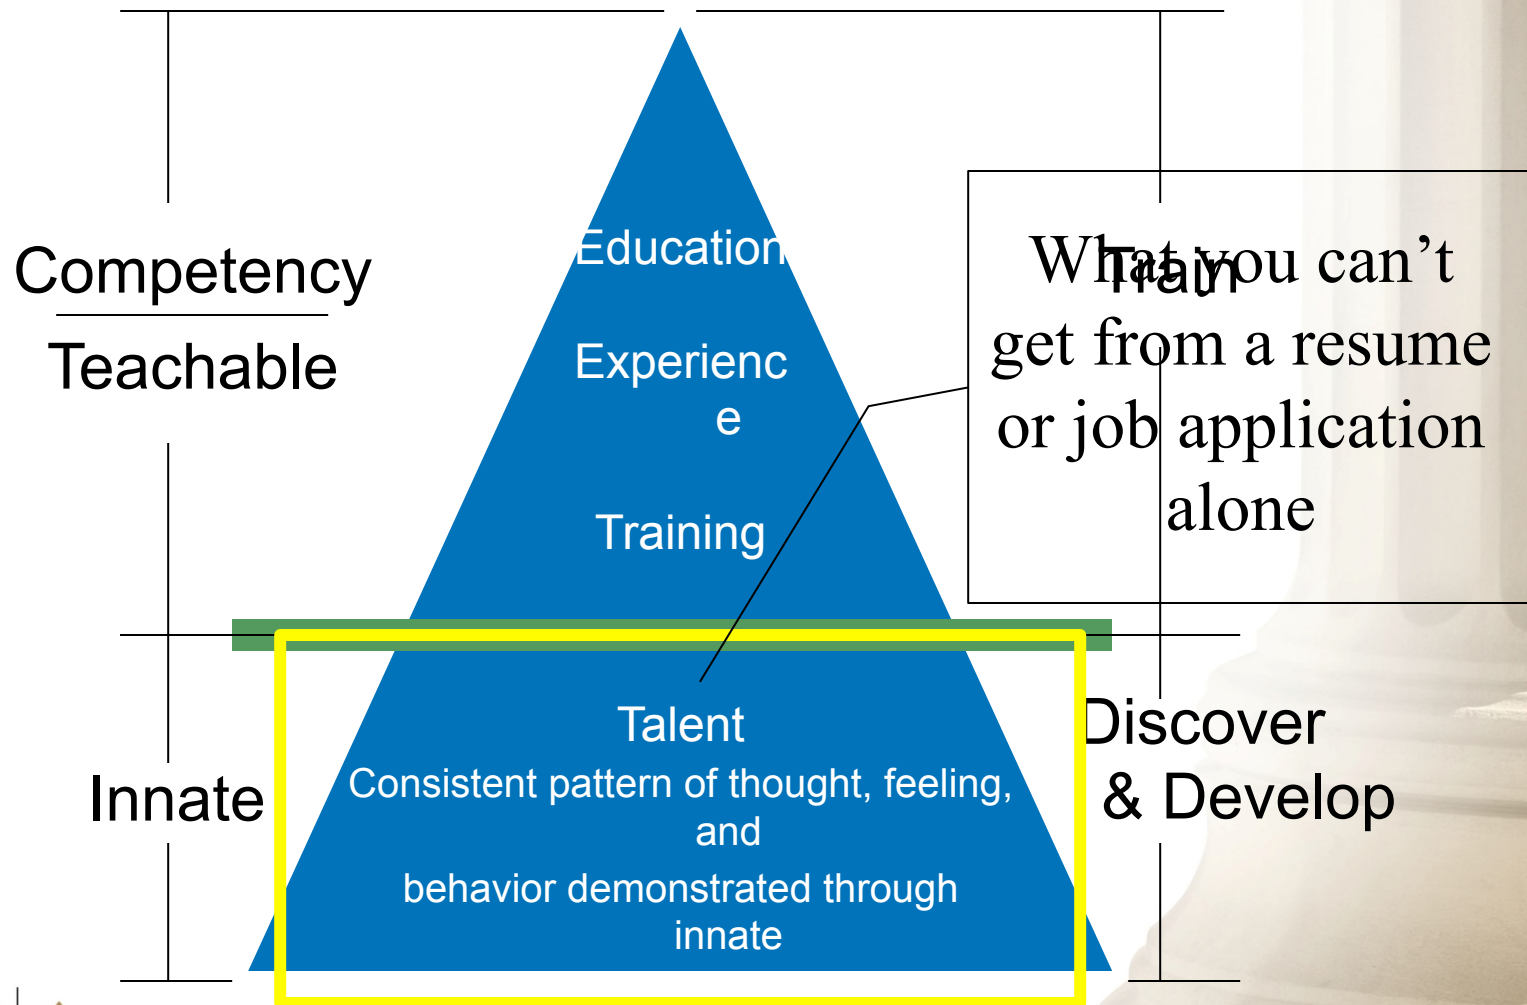 Competency
Teachable
Education
Experienc
e
Training
Train
What you can’t
get from a resume
or job application
alone
Innate
Talent
Consistent pattern of thought, feeling,
and
behavior demonstrated through
innate
Discover
& Develop